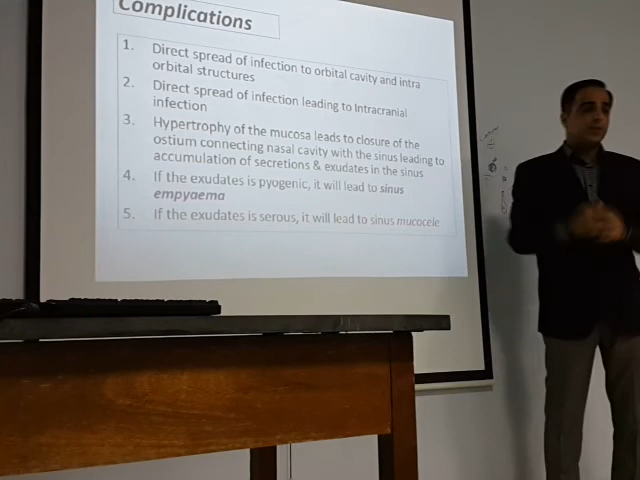 Complications
1. Direct spread of infection to orbital cavity and intra
orbital structures
2. Direct spread of infection leading to Intracranial
infection
3. Hypertrophy of the mucosa leads to closure of the
ostium connecting nasal cavity with the sinus leading to
accumulation of secretions & exudates in the sinus
4. If the exudates is pyogenic, it will lead to sinus
empyaema
5. If the exudates is serous, it will lead to sinus mucocele